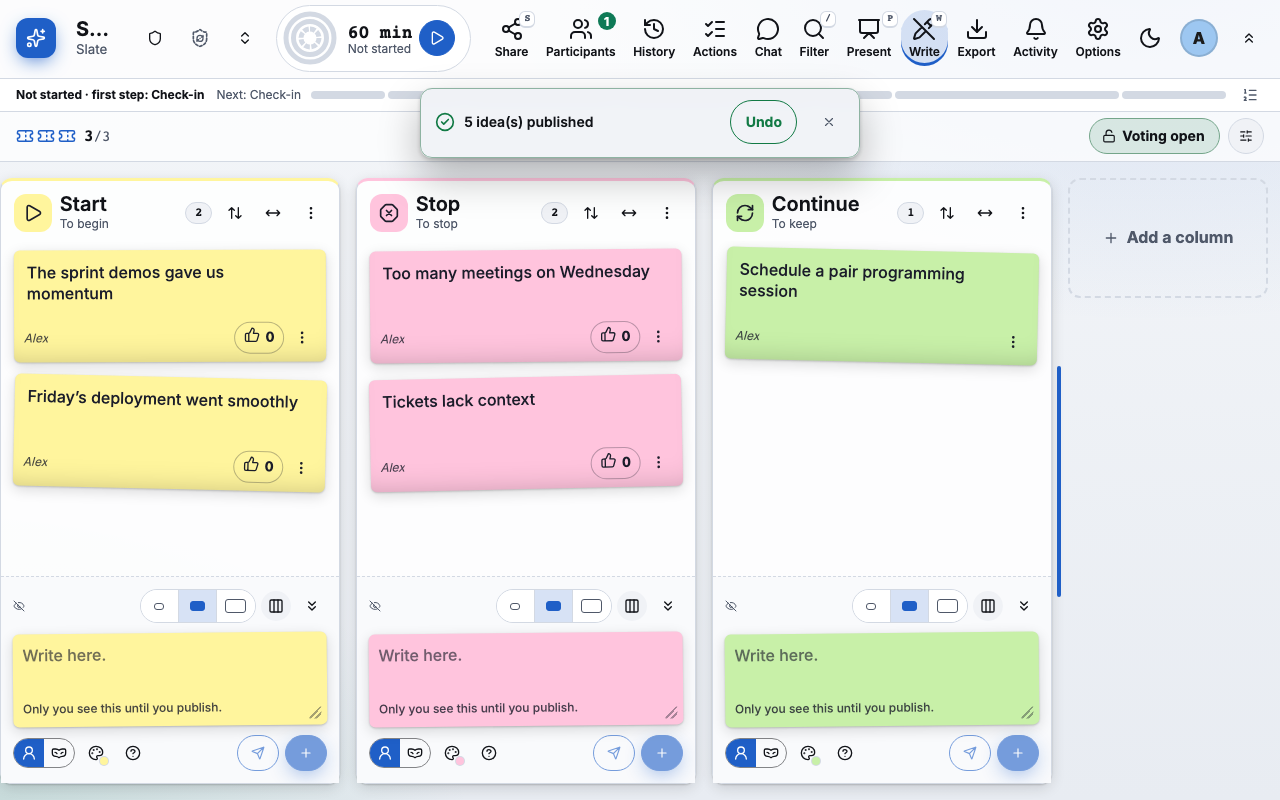 S...
Slate
60 min
Not started
S
Share
1
Participants
History
Actions
Chat
/
Filter
P
Present
W
Write
Export
Activity
Options
A
Not started · first step: Check-in
Next: Check-in
3/3
5 idea(s) published
Undo
Voting open
Start
To begin
2
The sprint demos gave us
momentum
Alex
0
Friday’s deployment went smoothly
Alex
0
Write here.
Only you see this until you publish.
Stop
To stop
2
Too many meetings on Wednesday
Alex
0
Tickets lack context
Alex
0
Write here.
Only you see this until you publish.
Continue
To keep
1
Schedule a pair programming
session
Alex
Write here.
Only you see this until you publish.
+ Add a column